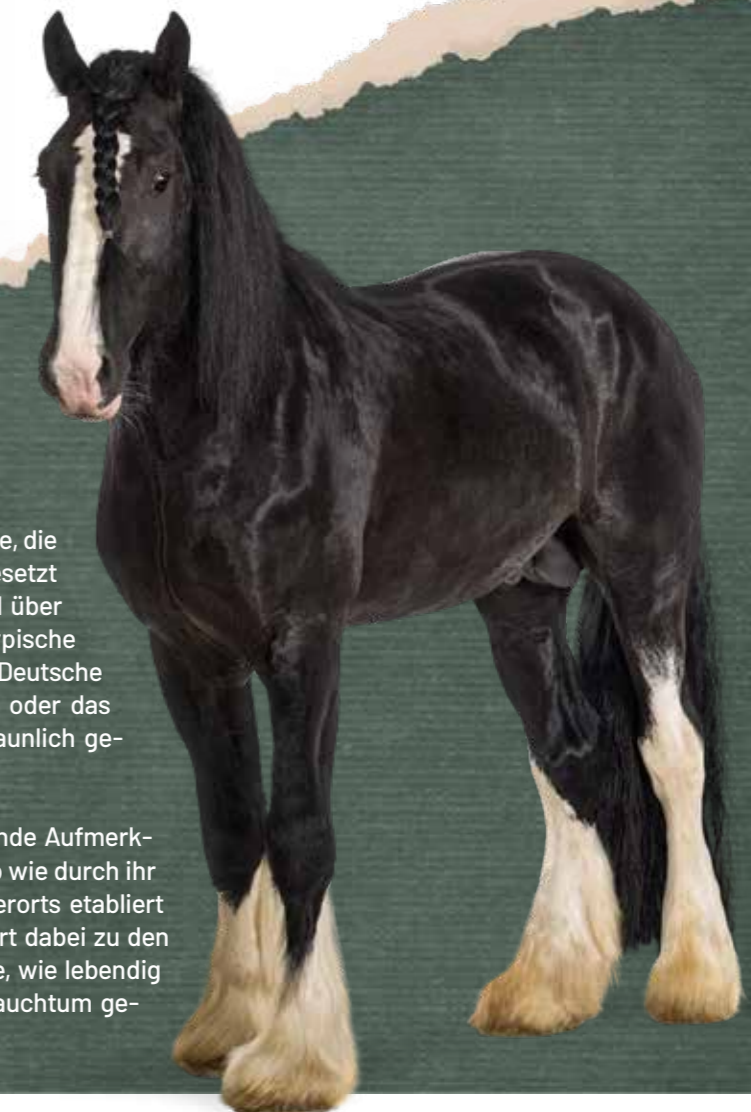 e, die
esetzt
l über
ypische
Deutsche
oder das
aunlich ge-
nde Aufmerk-
o wie durch ihr
erorts etabliert
rt dabei zu den
e, wie lebendig
auchtum ge-